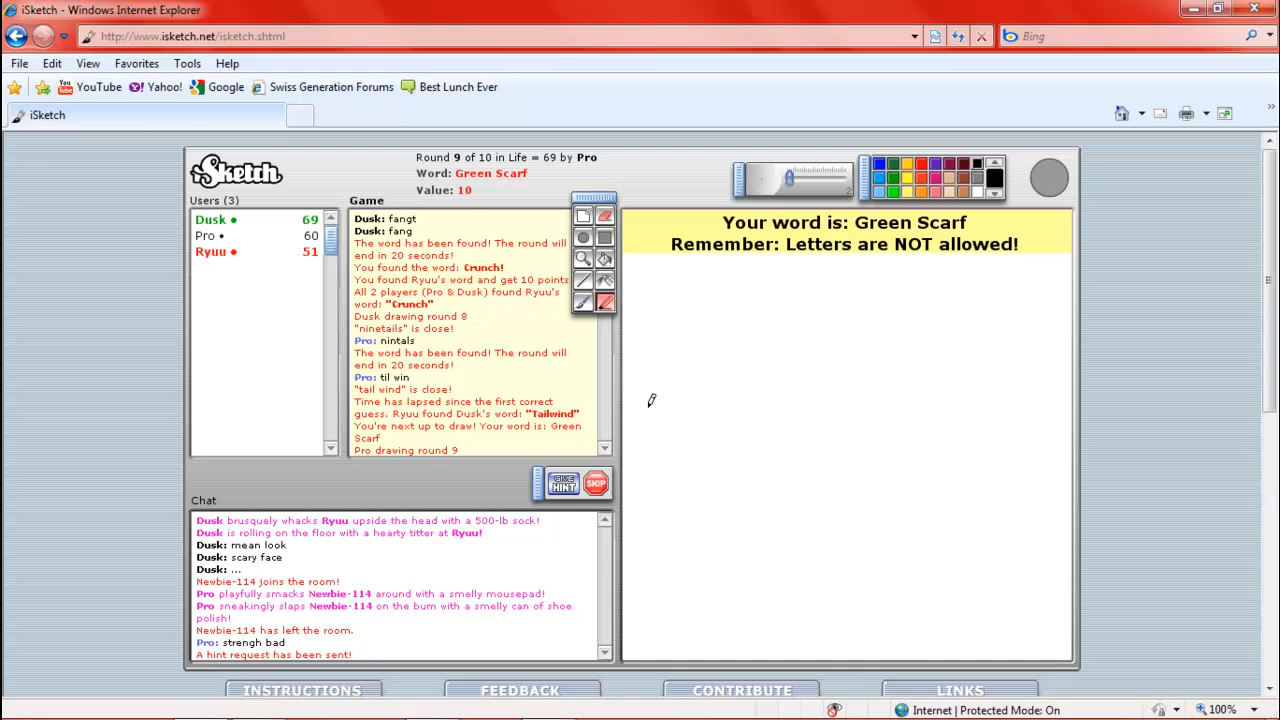 iSketch - Windows Internet Explorer
http://www.isketch.net/isketch.shtml
Bing
File Edit View Favorites Tools Help
YouTube Yahoo! Google Swiss Generation Forums Best Lunch Ever
iSketch
iSketch
Round 9 of 10 in Life = 69 by Pro
Word: Green Scarf
Value: 10
Users (3)
Dusk 69
Pro 60
Ryuu 51
Game
Dusk: fangt
Dusk: fang
The word has been found! The round will
end in 20 seconds!
You found the word: Crunch!
You found Ryuu's word and get 10 points
All 2 players (Pro & Dusk) found Ryuu's
word: "Crunch"
Dusk drawing round 8
"ninetails" is close!
Pro: nintals
The word has been found! The round will
end in 20 seconds!
Pro: til win
"tail wind" is close!
Time has lapsed since the first correct
guess. Ryuu found Dusk's word: "Tailwind"
You're next up to draw! Your word is: Green
Scarf
Pro drawing round 9
2
Your word is: Green Scarf
Remember: Letters are NOT allowed!
GIVE HINT
SKIP
Chat
Dusk brusquely whacks Ryuu upside the head with a 500-lb sock!
Dusk is rolling on the floor with a hearty titter at Ryuu!
Dusk: mean look
Dusk: scary face
Dusk: ...
Newbie-114 joins the room!
Pro playfully smacks Newbie-114 around with a smelly mousepad!
Pro sneakingly slaps Newbie-114 on the bum with a smelly can of shoe
polish!
Newbie-114 has left the room.
Pro: strengh bad
A hint request has been sent!
INSTRUCTIONS FEEDBACK CONTRIBUTE LINKS
Internet | Protected Mode: On 100%